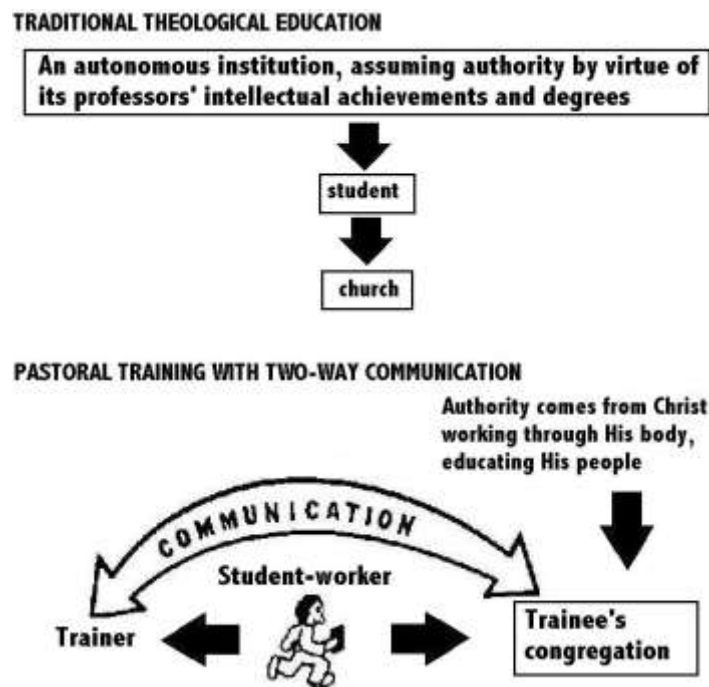 TRADITIONAL THEOLOGICAL EDUCATION
An autonomous institution, assuming authority by virtue of
its professors' intellectual achievements and degrees
student
church
PASTORAL TRAINING WITH TWO-WAY COMMUNICATION
Authority comes from Christ
working through His body,
educating His people
COMMUNICATION
Student-worker
Trainer
Trainee's
congregation